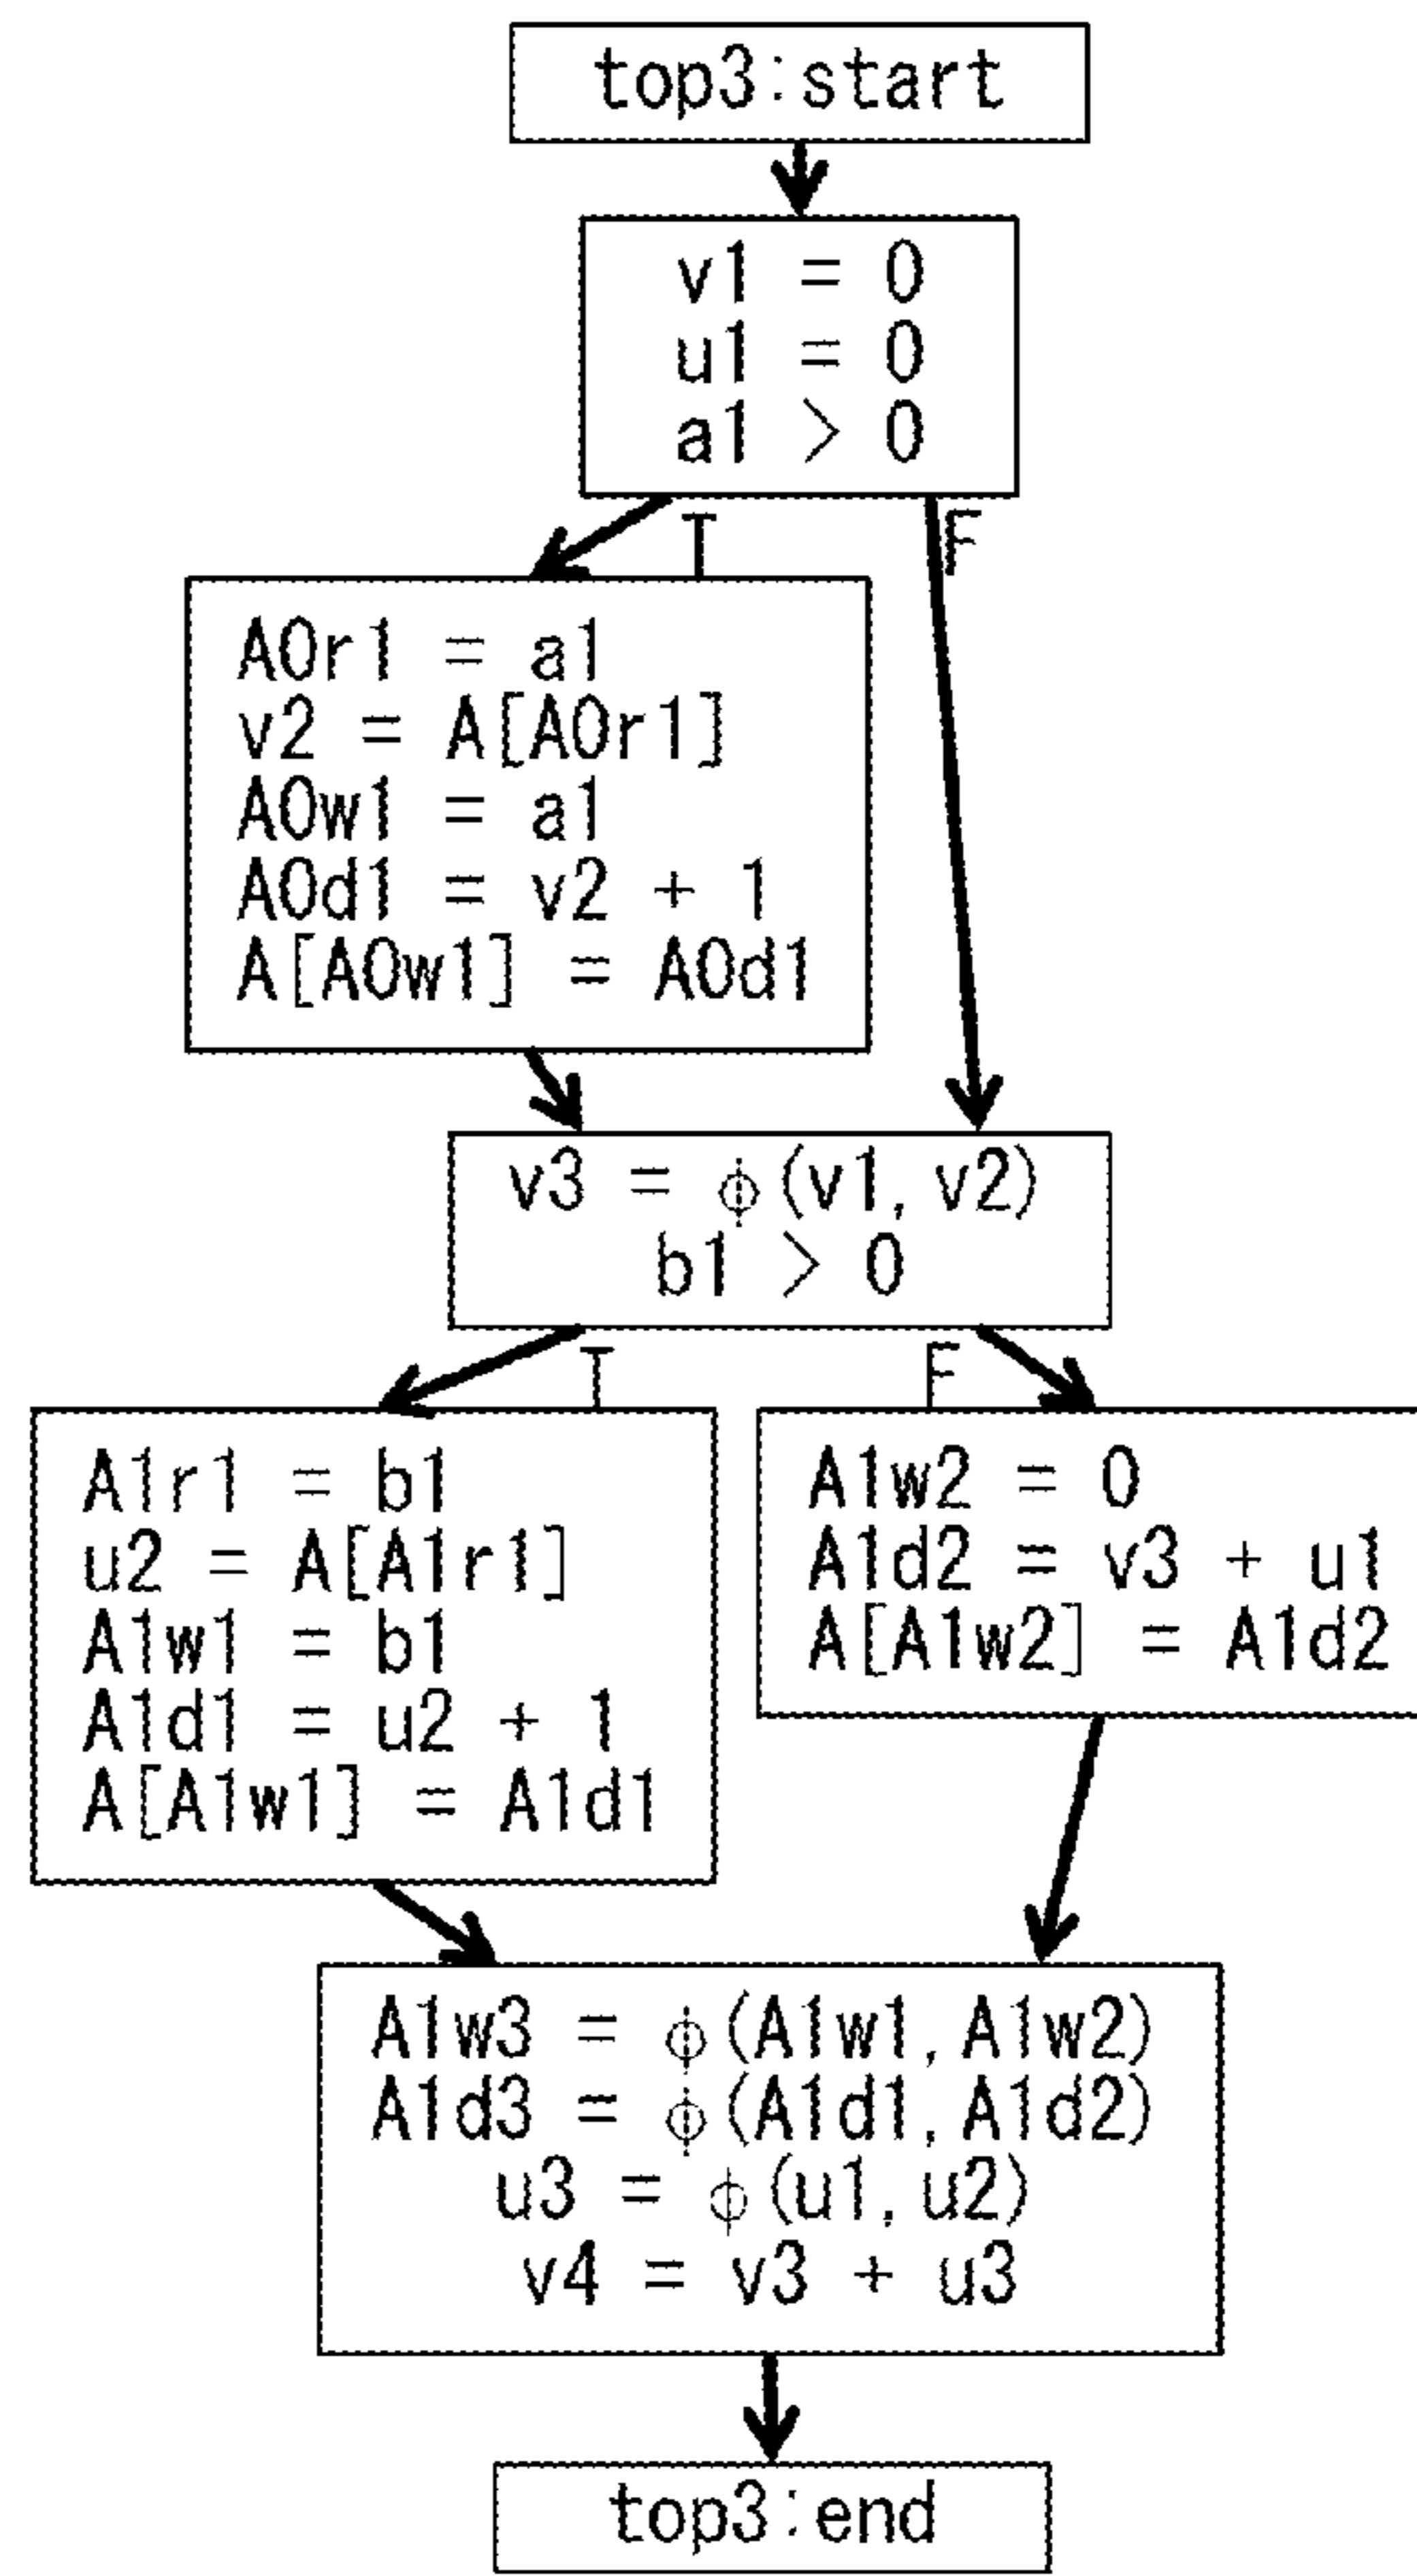 top3:start
v1 = 0
u1 = 0
a1 > 0
T
F
A0r1 = a1
v2 = A[A0r1]
A0w1 = a1
A0d1 = v2 + 1
A[A0w1] = A0d1
v3 = ϕ(v1, v2)
b1 > 0
T
F
A1r1 = b1
u2 = A[A1r1]
A1w1 = b1
A1d1 = u2 + 1
A[A1w1] = A1d1
A1w2 = 0
A1d2 = v3 + u1
A[A1w2] = A1d2
A1w3 = ϕ(A1w1, A1w2)
A1d3 = ϕ(A1d1, A1d2)
u3 = ϕ(u1, u2)
v4 = v3 + u3
top3:end